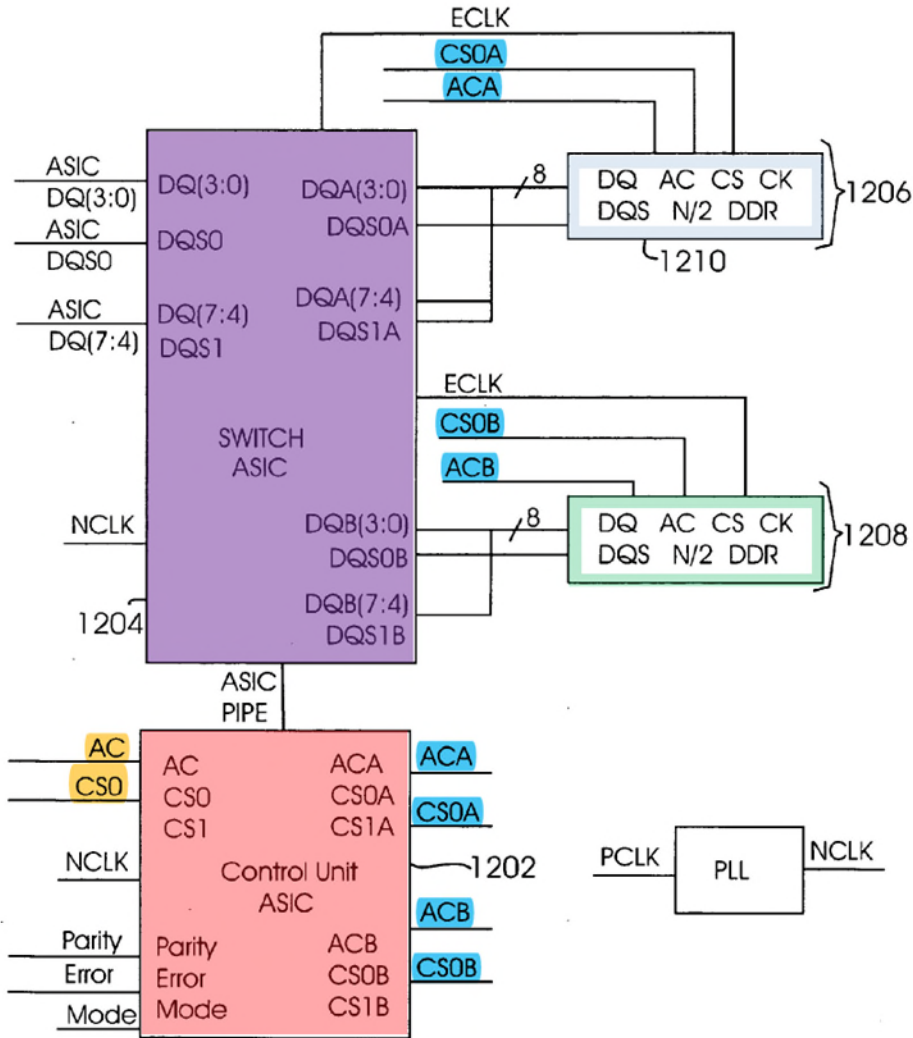 ECLK
CS0A
ACA
ASIC
DQ(3:0)
ASIC
DQS0
ASIC
DQ(7:4)
DQ(3:0)
DQS0
DQ(7:4)
DQS1
DQA(3:0)
DQS0A
DQA(7:4)
DQS1A
8
DQ AC CS CK
DQS N/2 DDR
1206
1210
ECLK
CS0B
ACB
SWITCH
ASIC
NCLK
DQB(3:0)
DQS0B
DQB(7:4)
DQS1B
8
DQ AC CS CK
DQS N/2 DDR
1208
1204
ASIC
PIPE
AC
CS0
NCLK
Parity
Error
Mode
AC
CS0
CS1
ACA
CS0A
CS1A
Control Unit
ASIC
Parity
Error
Mode
ACB
CS0B
CS1B
ACA
CS0A
1202
ACB
CS0B
PCLK
PLL
NCLK